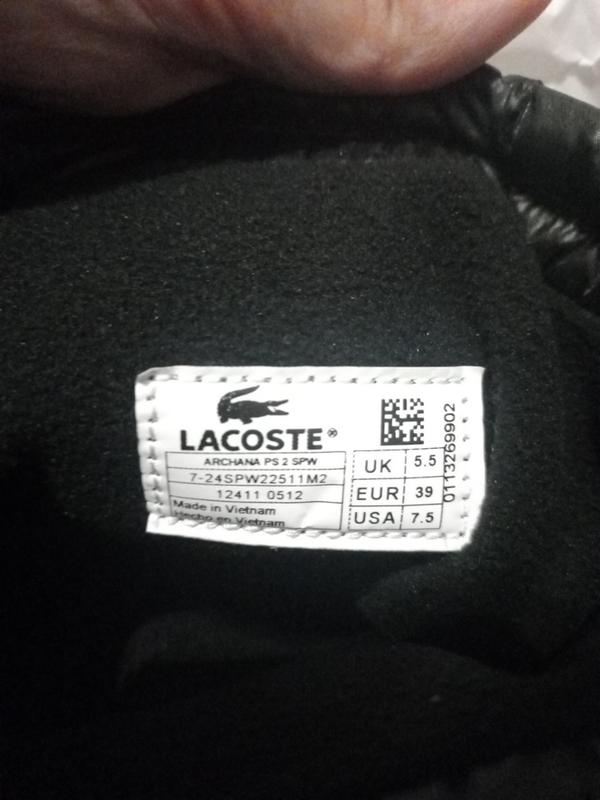 LACOSTE®
ARCHANA PS 2 SPW
7-24SPW22511M2
12411 0512
Made in Vietnam
Hecho en Vietnam
UK 5.5
EUR 39
USA 7.5
0113269902